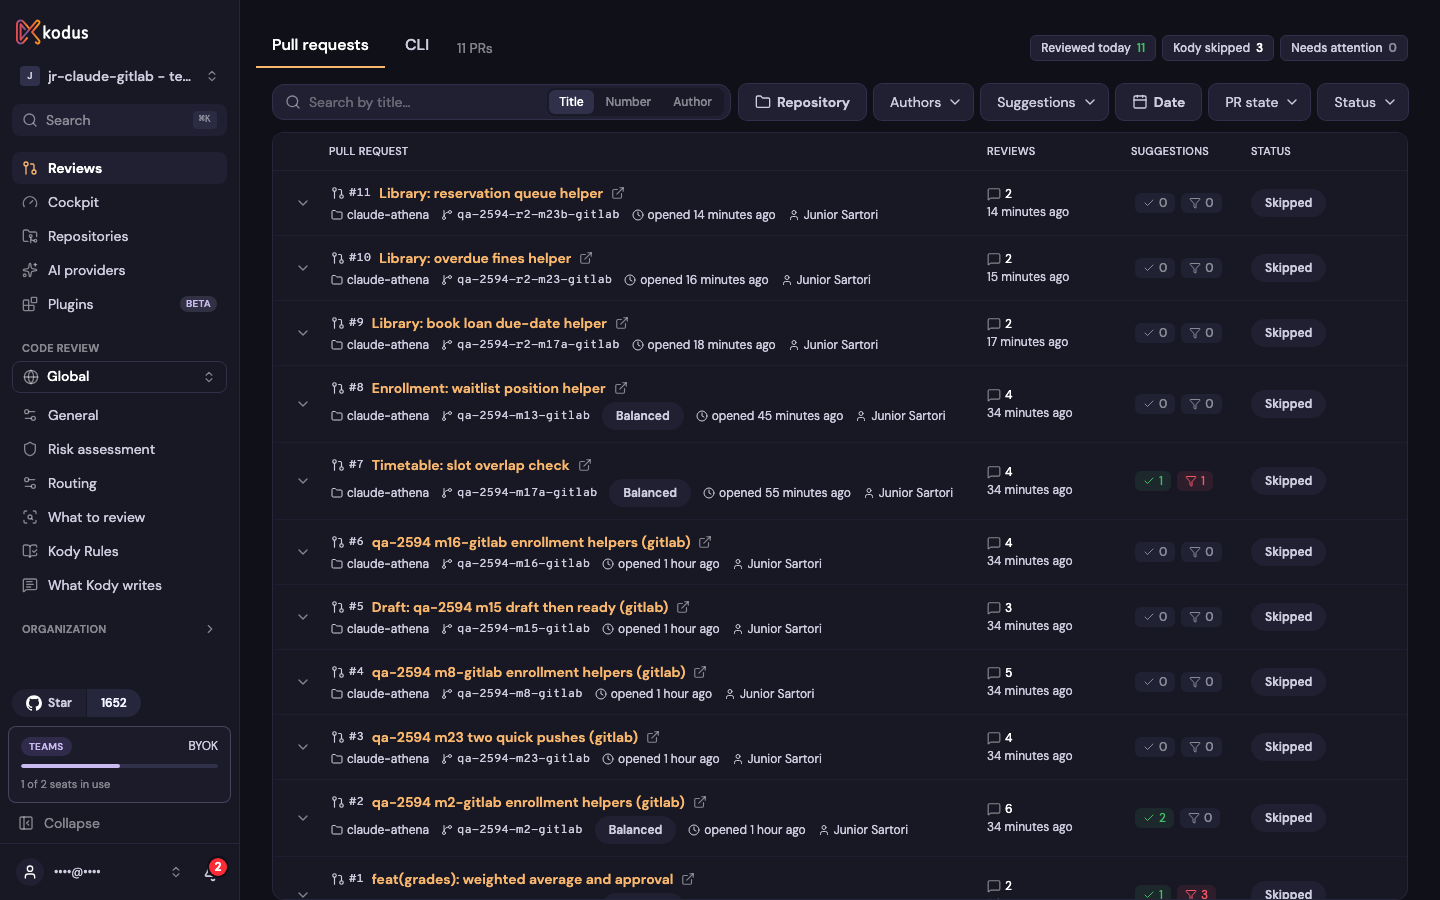 kodus
J jr-claude-gitlab - te...
Search ⌘K
Reviews
Cockpit
Repositories
AI providers
Plugins BETA
CODE REVIEW
Global
General
Risk assessment
Routing
What to review
Kody Rules
What Kody writes
ORGANIZATION
Star 1652
TEAMS BYOK
1 of 2 seats in use
Collapse
••••@•••• 2
Pull requests CLI 11 PRs
Reviewed today 11 Kody skipped 3 Needs attention 0
Search by title... Title Number Author Repository Authors Suggestions Date PR state Status
PULL REQUEST REVIEWS SUGGESTIONS STATUS
#11 Library: reservation queue helper 2
claude-athena qa-2594-r2-m23b-gitlab opened 14 minutes ago Junior Sartori 14 minutes ago 0 0 Skipped
#10 Library: overdue fines helper 2
claude-athena qa-2594-r2-m23-gitlab opened 16 minutes ago Junior Sartori 15 minutes ago 0 0 Skipped
#9 Library: book loan due-date helper 2
claude-athena qa-2594-r2-m17a-gitlab opened 18 minutes ago Junior Sartori 17 minutes ago 0 0 Skipped
#8 Enrollment: waitlist position helper 4
claude-athena qa-2594-m13-gitlab Balanced opened 45 minutes ago Junior Sartori 34 minutes ago 0 0 Skipped
#7 Timetable: slot overlap check 4
claude-athena qa-2594-m17a-gitlab Balanced opened 55 minutes ago Junior Sartori 34 minutes ago 1 1 Skipped
#6 qa-2594 m16-gitlab enrollment helpers (gitlab) 4
claude-athena qa-2594-m16-gitlab opened 1 hour ago Junior Sartori 34 minutes ago 0 0 Skipped
#5 Draft: qa-2594 m15 draft then ready (gitlab) 3
claude-athena qa-2594-m15-gitlab opened 1 hour ago Junior Sartori 34 minutes ago 0 0 Skipped
#4 qa-2594 m8-gitlab enrollment helpers (gitlab) 5
claude-athena qa-2594-m8-gitlab opened 1 hour ago Junior Sartori 34 minutes ago 0 0 Skipped
#3 qa-2594 m23 two quick pushes (gitlab) 4
claude-athena qa-2594-m23-gitlab opened 1 hour ago Junior Sartori 34 minutes ago 0 0 Skipped
#2 qa-2594 m2-gitlab enrollment helpers (gitlab) 6
claude-athena qa-2594-m2-gitlab Balanced opened 1 hour ago Junior Sartori 34 minutes ago 2 0 Skipped
#1 feat(grades): weighted average and approval 2
1 3 Skipped